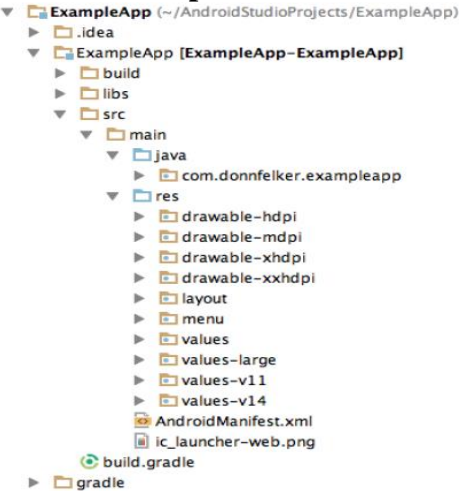 ExampleApp (~/AndroidStudioProjects/ExampleApp)
.idea
ExampleApp [ExampleApp-ExampleApp]
build
libs
src
main
java
com.donnfelker.exampleapp
res
drawable-hdpi
drawable-mdpi
drawable-xhdpi
drawable-xxhdpi
layout
menu
values
values-large
values-v11
values-v14
AndroidManifest.xml
ic_launcher-web.png
build.gradle
gradle